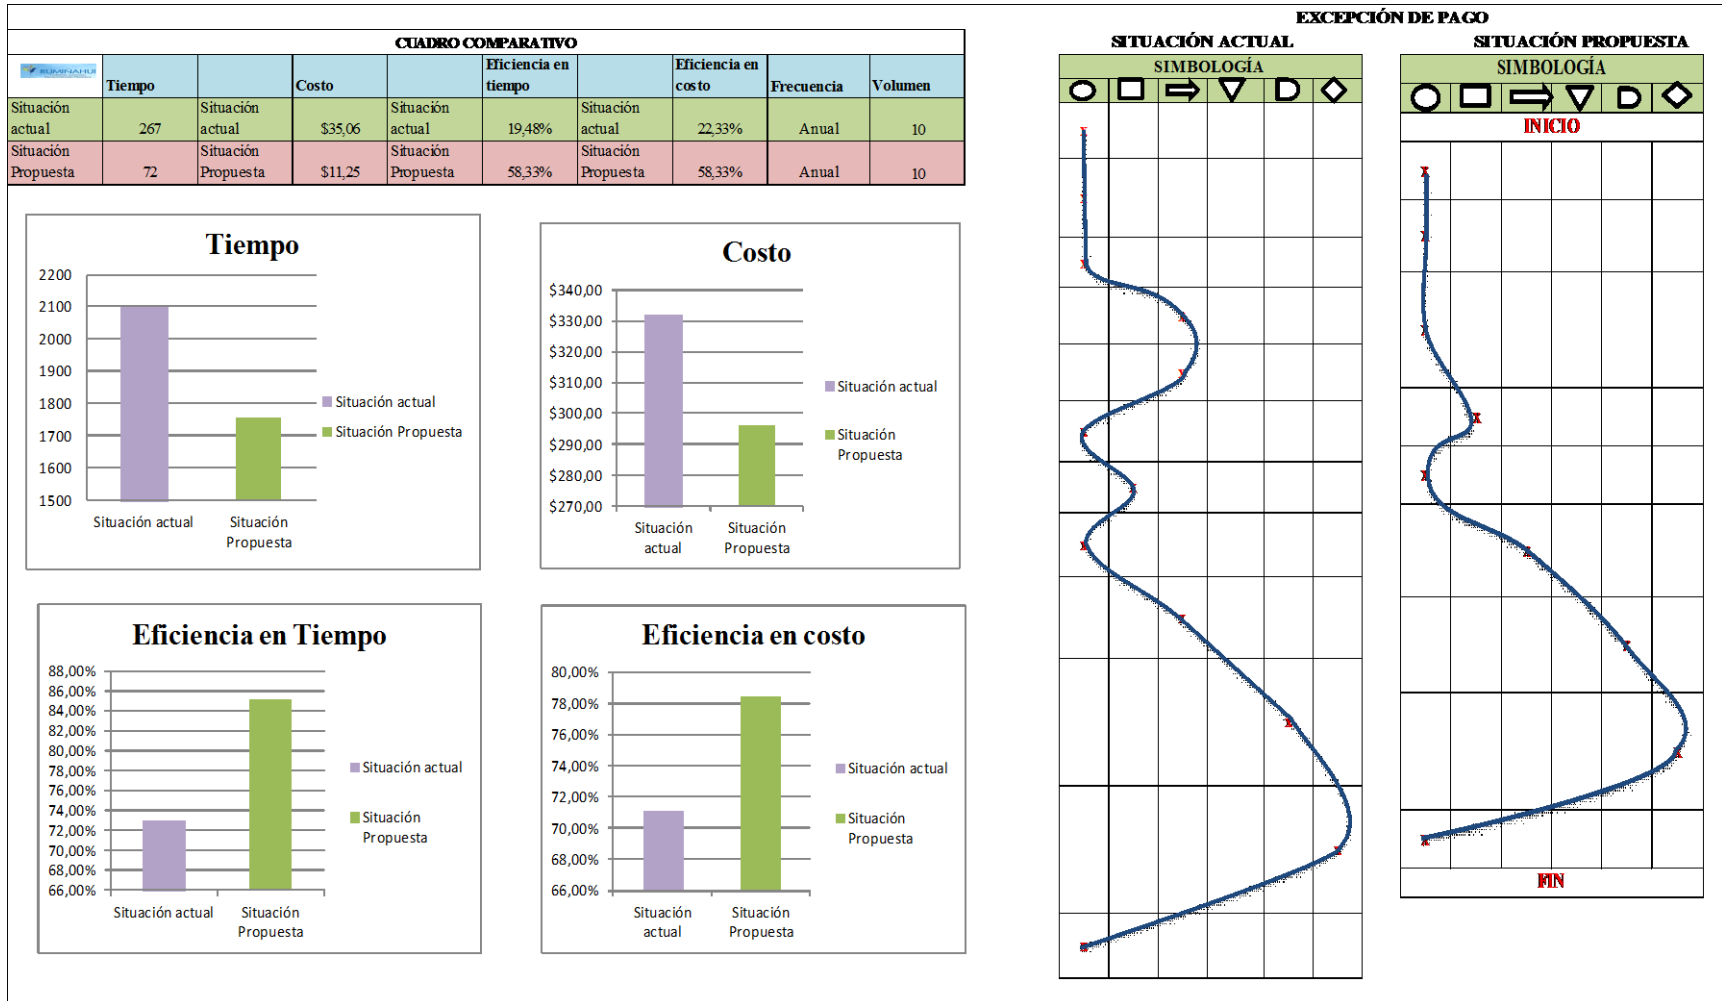 CUADRO COMPARATIVO
RUMIÑAHUI
Tiempo Costo Eficiencia en tiempo Eficiencia en costo Frecuencia Volumen
Situación actual 267 Situación actual $35,06 Situación actual 19,48% Situación actual 22,33% Anual 10
Situación Propuesta 72 Situación Propuesta $11,25 Situación Propuesta 58,33% Situación Propuesta 58,33% Anual 10
Tiempo
2200
2100
2000
1900
1800
1700
1600
1500
Situación actual
Situación Propuesta
Situación actual
Situación
Propuesta
Costo
$340,00
$330,00
$320,00
$310,00
$300,00
$290,00
$280,00
$270,00
Situación actual
Situación
Propuesta
Situación
actual
Situación
Propuesta
Eficiencia en Tiempo
88,00%
86,00%
84,00%
82,00%
80,00%
78,00%
76,00%
74,00%
72,00%
70,00%
68,00%
66,00%
Situación actual
Situación
Propuesta
Situación actual
Situación
Propuesta
Eficiencia en costo
80,00%
78,00%
76,00%
74,00%
72,00%
70,00%
68,00%
66,00%
Situación actual
Situación
Propuesta
Situación
actual
Situación
Propuesta
EXCEPCIÓN DE PAGO
SITUACIÓN ACTUAL
SIMBOLOGÍA
SITUACIÓN PROPUESTA
SIMBOLOGÍA
INICIO
FIN